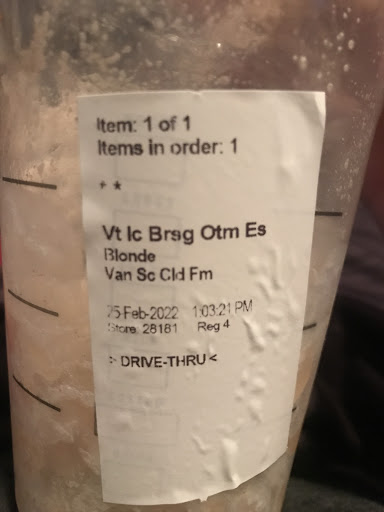 Item: 1 of 1
Items in order: 1
* *
Vt Ic Brsg Otm Es
Blonde
Van Sc Cld Fm
25-Feb-2022 1:03:21 PM
Store: 28181 Reg 4
> DRIVE-THRU <